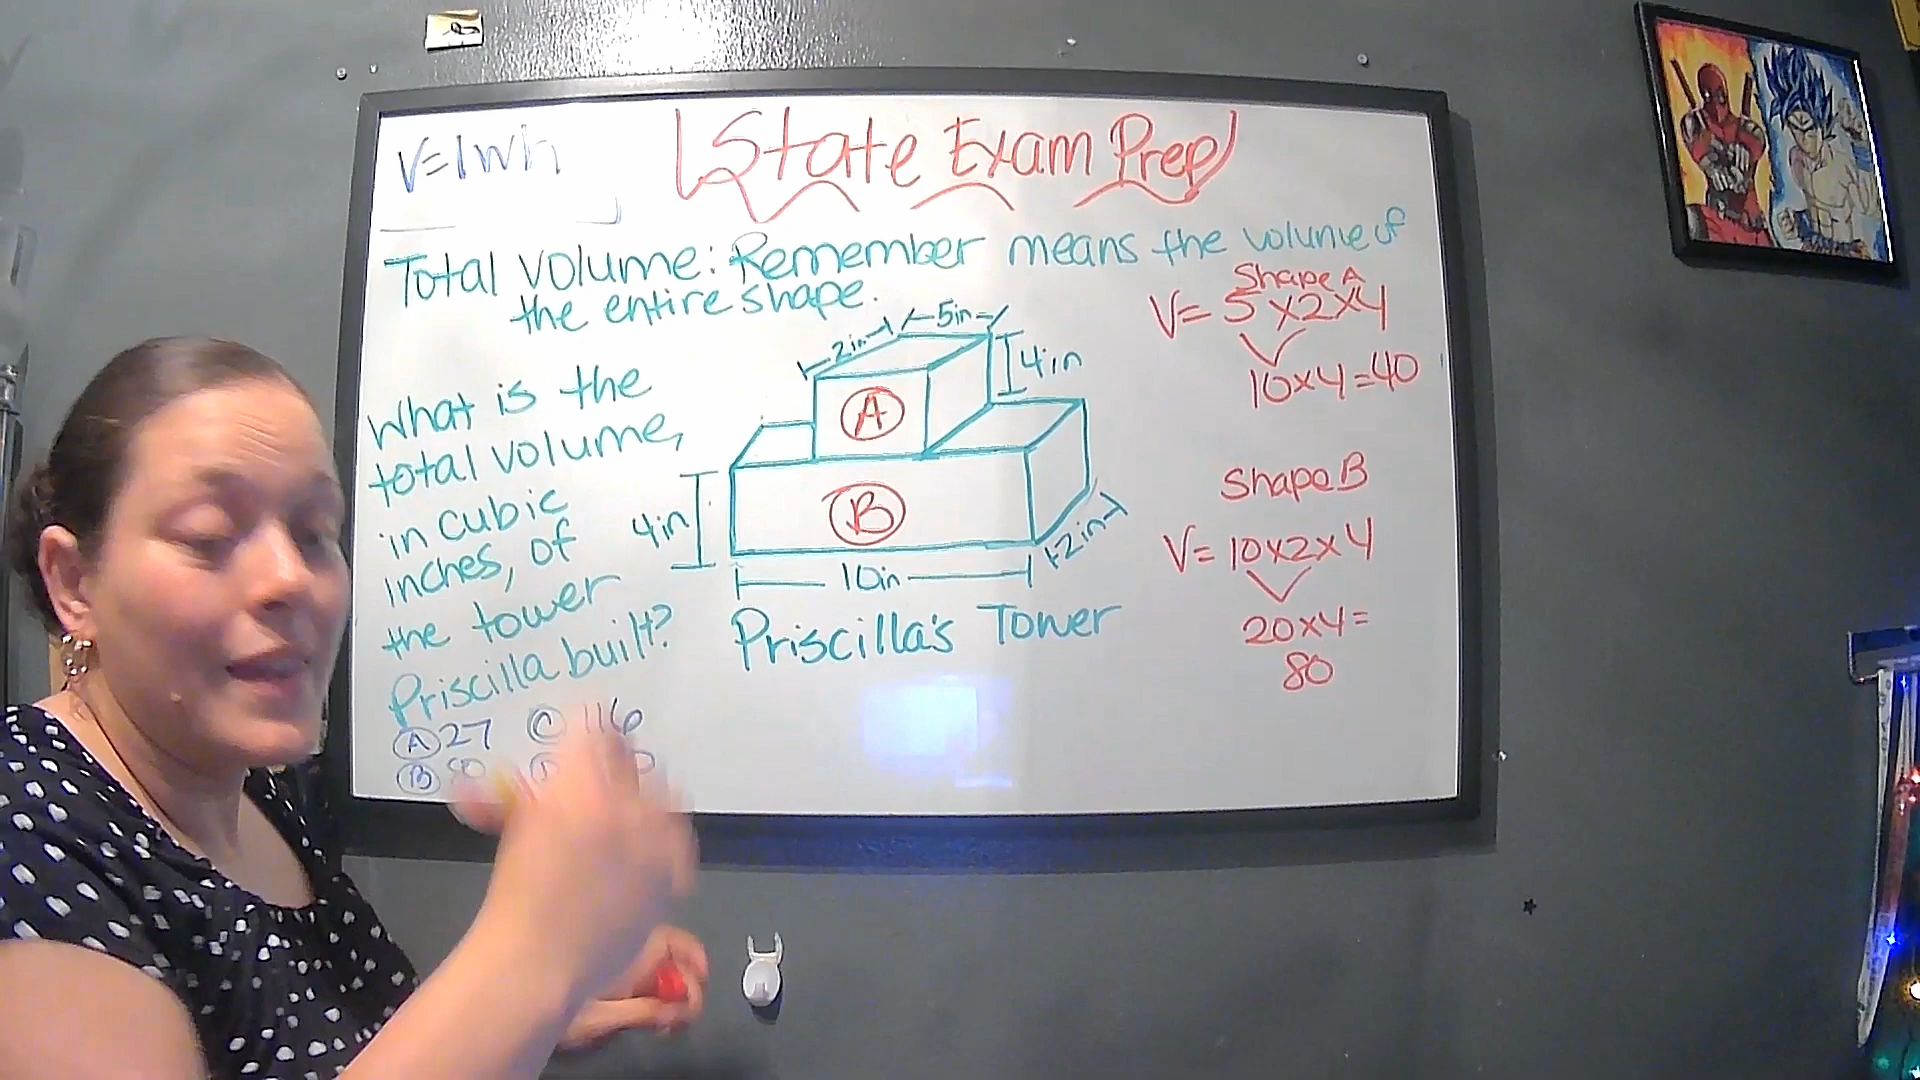 V=lwh
State Exam Prep
Total Volume: Remember means the volume of
the entire shape.
What is the
total volume,
in cubic
inches, of
the tower
Priscilla built?
A 27 C 116
B 80
2in
5in
4in
A
B
4in
10in
2in
Priscilla's Tower
Shape A
V= 5x2x4
10x4=40
Shape B
V= 10x2x4
20x4=
80